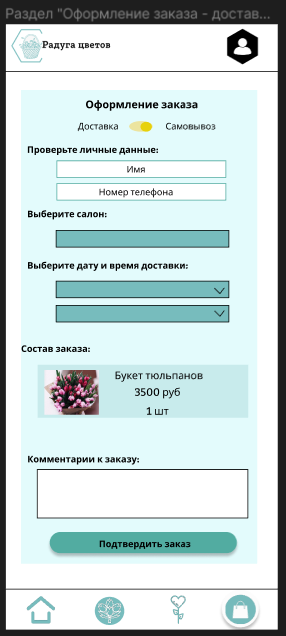 Раздел "Оформление заказа - достав...
Радуга цветов
Оформление заказа
Доставка Самовывоз
Проверьте личные данные:
Имя
Номер телефона
Выберите салон:
Выберите дату и время доставки:
Состав заказа:
Букет тюльпанов
3500 руб
1 шт
Комментарии к заказу:
Подтвердить заказ